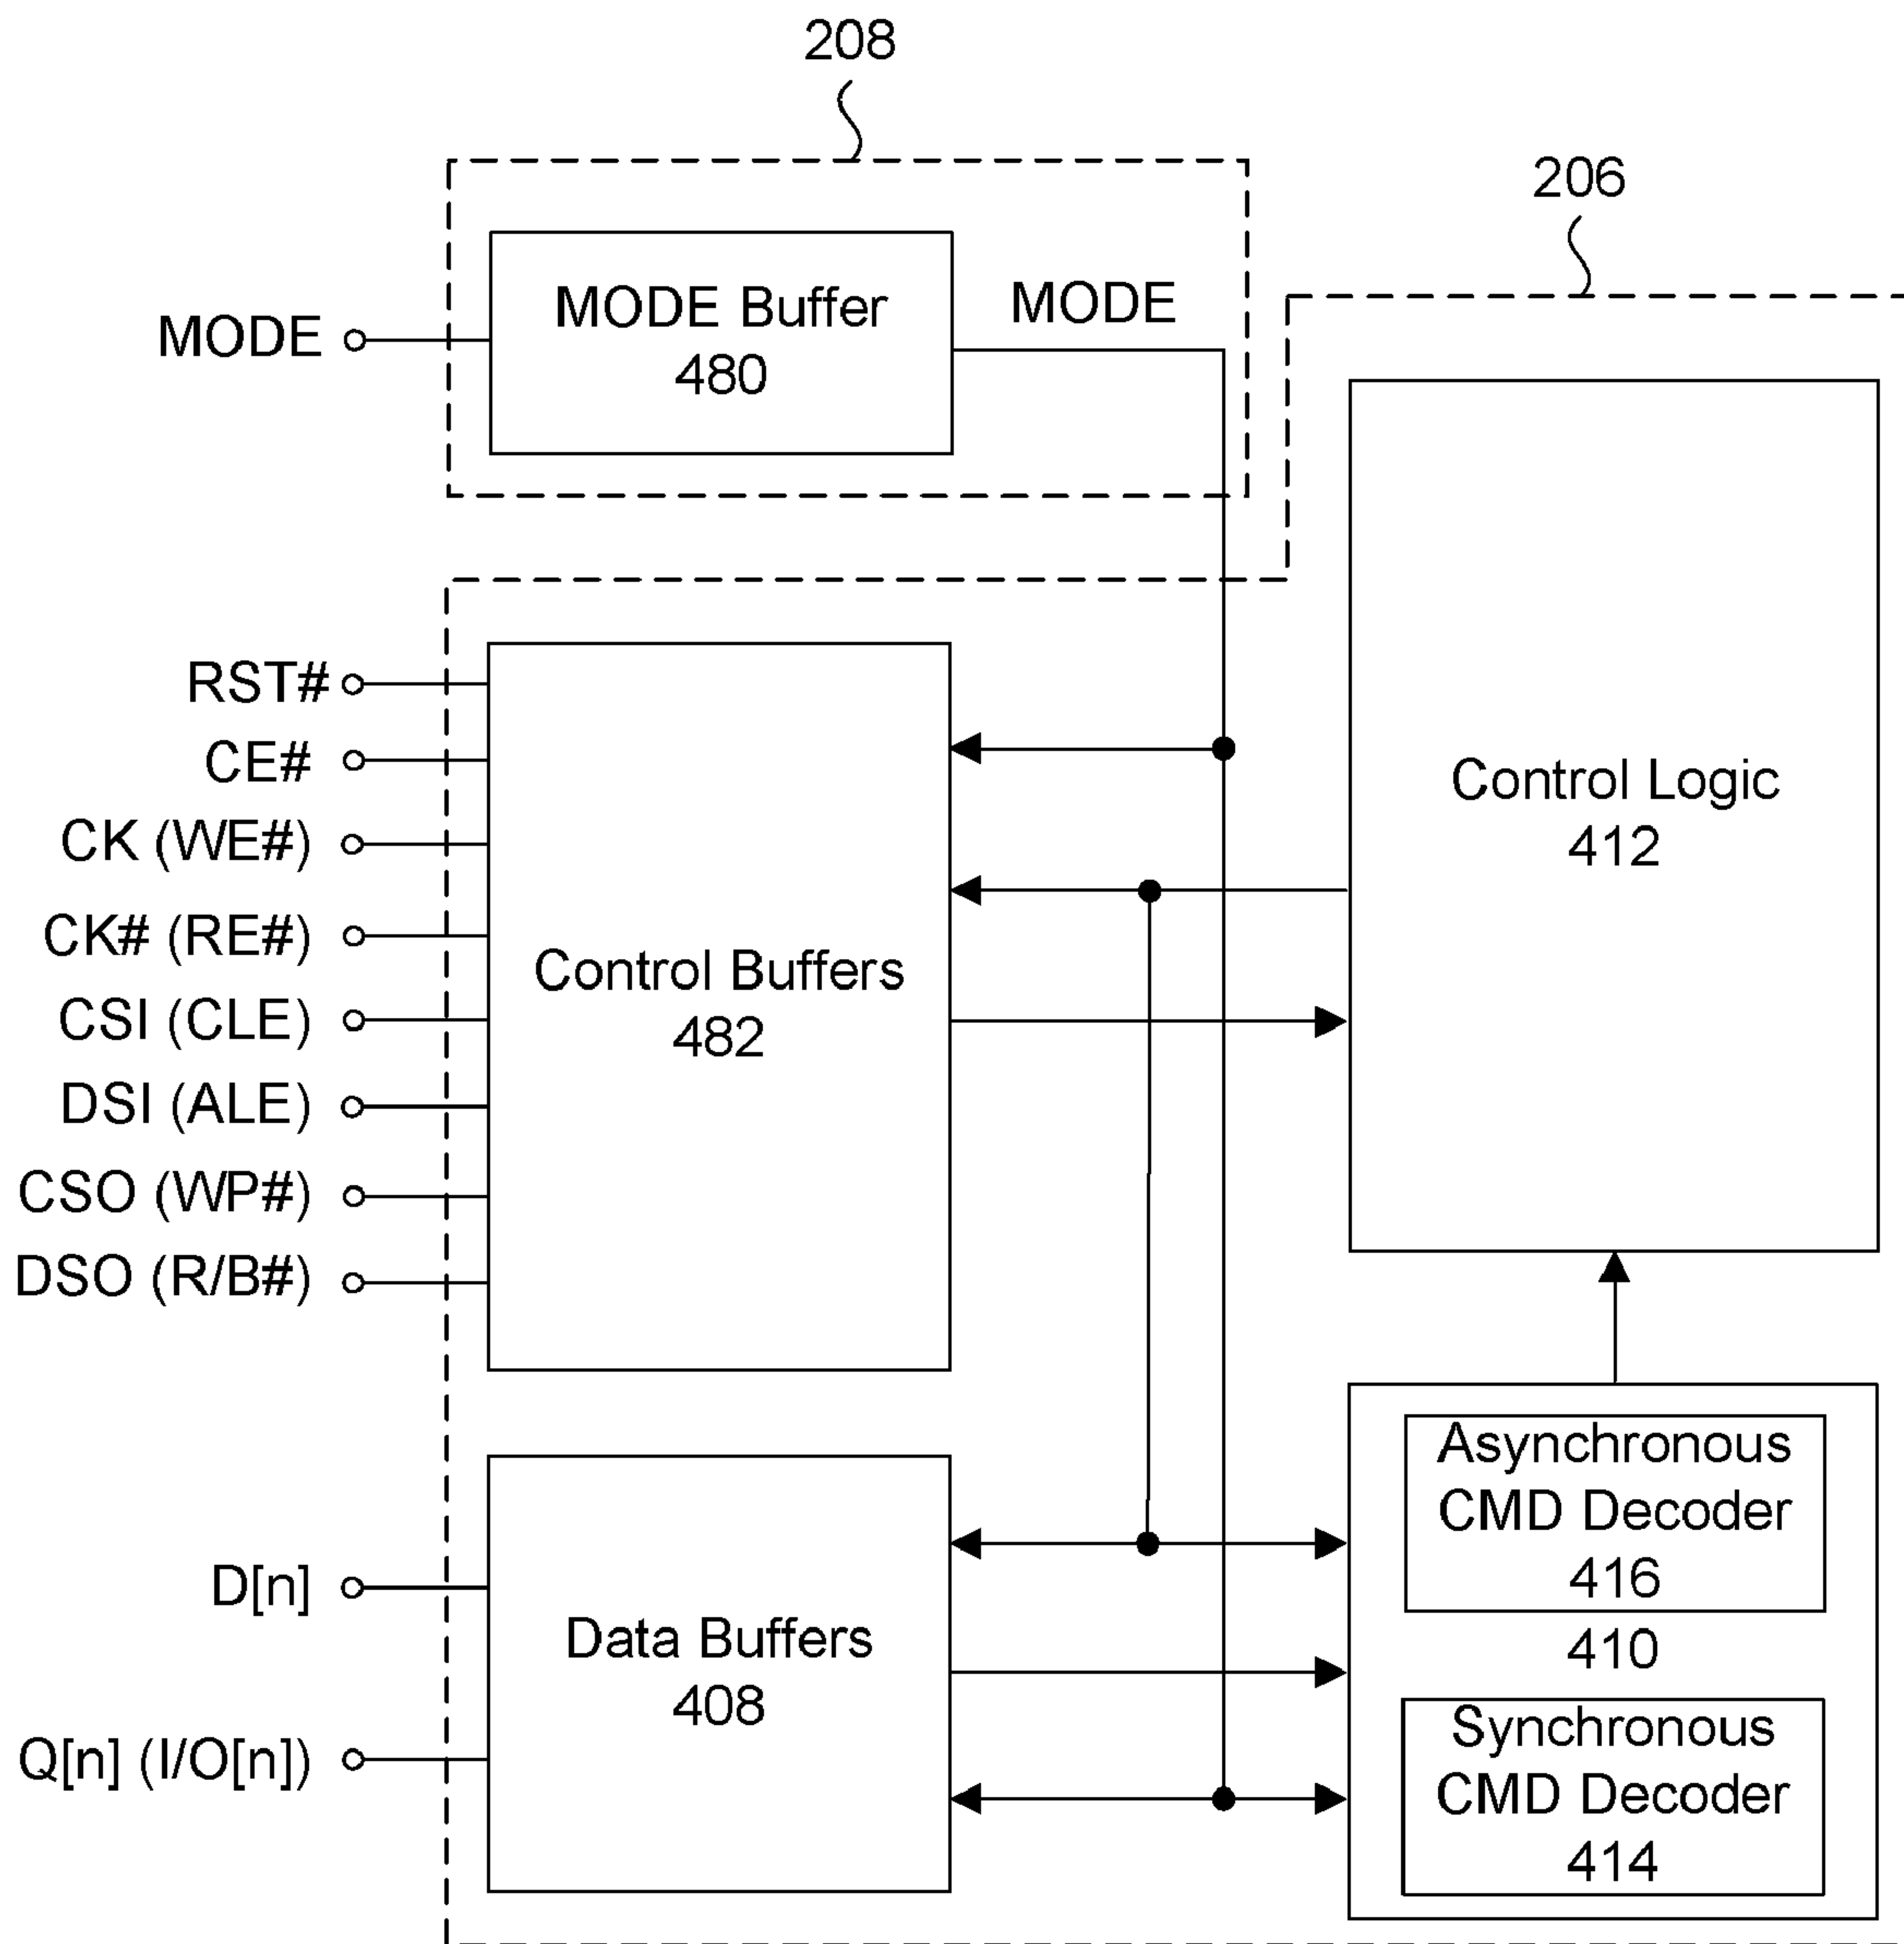 208
206
MODE
MODE Buffer
480
MODE
RST#
CE#
CK (WE#)
CK# (RE#)
CSI (CLE)
DSI (ALE)
CSO (WP#)
DSO (R/B#)
Control Buffers
482
Control Logic
412
D[n]
Q[n] (I/O[n])
Data Buffers
408
Asynchronous
CMD Decoder
416
410
Synchronous
CMD Decoder
414